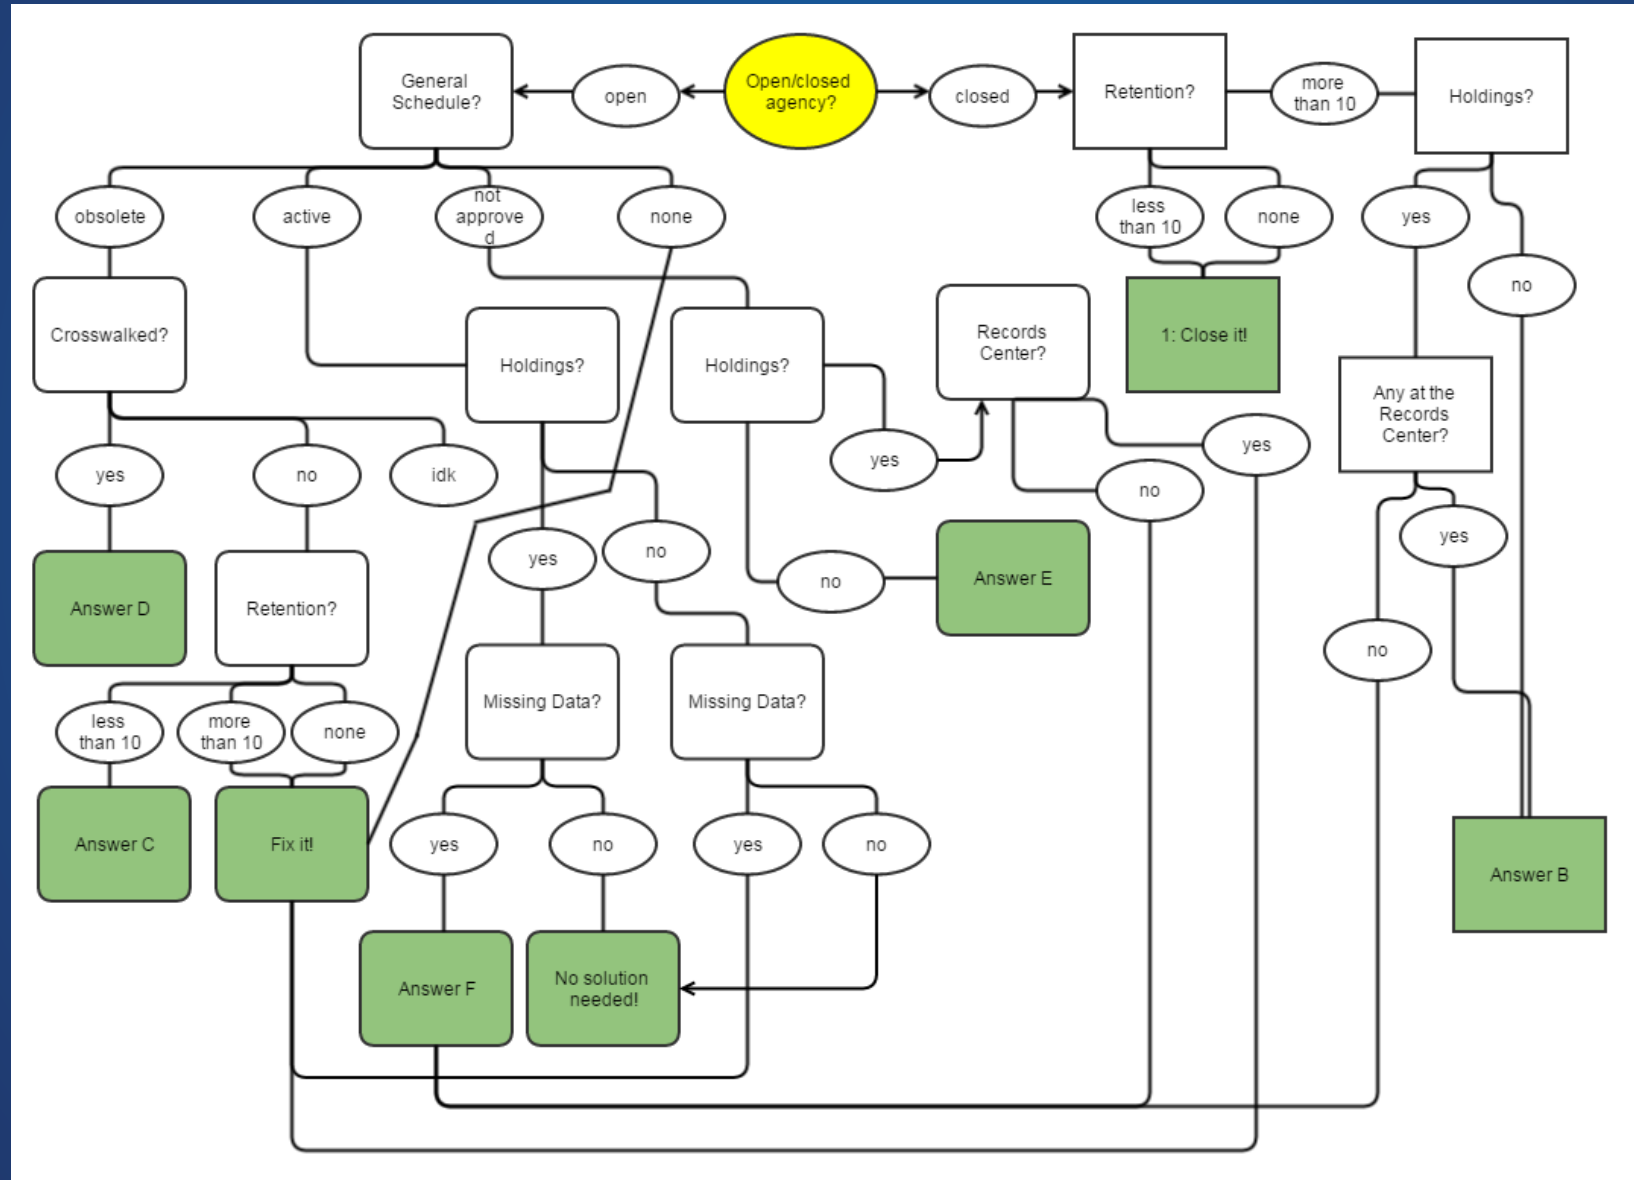 General
Schedule?
open
Open/closed
agency?
closed
Retention?
more
than 10
Holdings?
obsolete
active
not
approve
d
none
less
than 10
none
yes
no
Crosswalked?
Holdings?
Holdings?
Records
Center?
1: Close it!
Any at the
Records
Center?
yes
no
idk
yes
yes
no
yes
no
yes
no
Answer E
Answer D
Retention?
no
less
than 10
more
than 10
none
Missing Data?
Missing Data?
Answer C
Fix it!
yes
no
yes
no
Answer B
Answer F
No solution
needed!